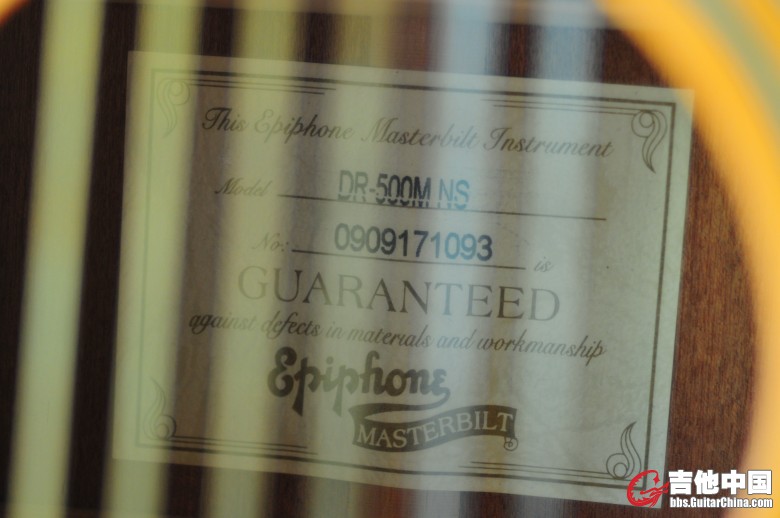 This Epiphone Masterbilt Instrument
Model DR-500M NS
No: 0909171093 is
GUARANTEED
against defects in materials and workmanship
Epiphone
MASTERBILT
吉他中国
bbs.GuitarChina.com